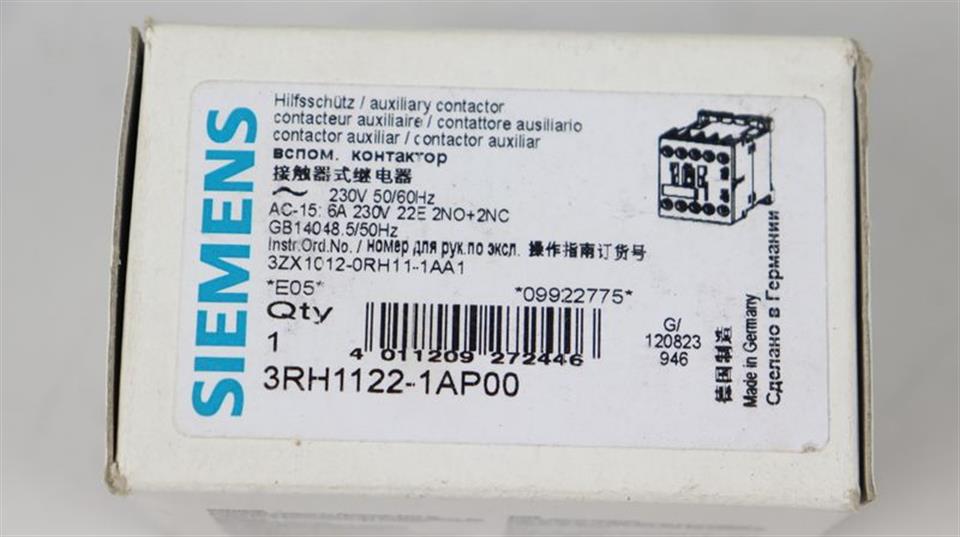 SIEMENS
Hilfsschütz / auxiliary contactor
contacteur auxiliaire / contattore ausiliario
contactor auxiliar / contactor auxiliar
вспом. контактор
接触器式继电器
~ 230V 50/60Hz
AC-15: 6A 230V 22E 2NO+2NC
GB14048.5/50Hz
Instr.Ord.No. / номер для рук.по эксл. 操作指南订货号
3ZX1012-0RH11-1AA1
*E05* *09922775*
Qty
1
4 011209 272446
3RH1122-1AP00
G/
120823
946
德国制造
Made in Germany
Сделано в Германии